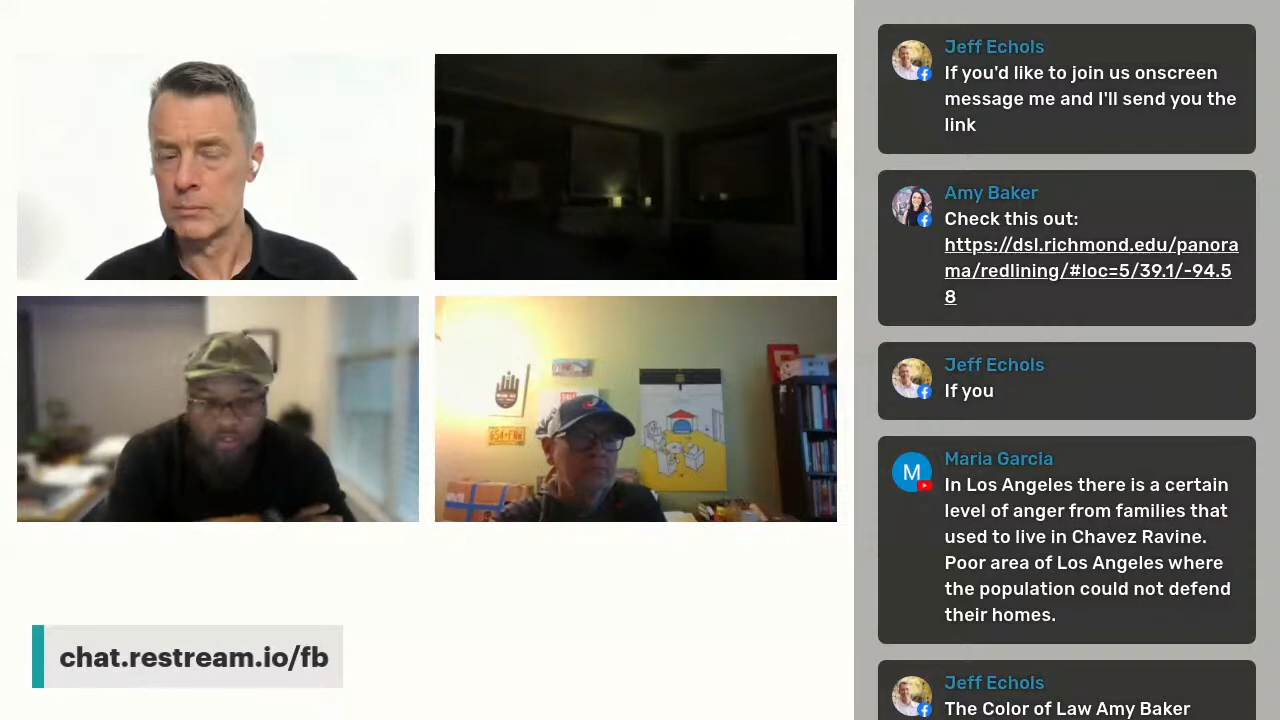 Jeff Echols
If you'd like to join us onscreen
message me and I'll send you the
link
Amy Baker
Check this out:
https://dsl.richmond.edu/panora
ma/redlining/#loc=5/39.1/-94.5
8
Jeff Echols
If you
M
Maria Garcia
In Los Angeles there is a certain
level of anger from families that
used to live in Chavez Ravine.
Poor area of Los Angeles where
the population could not defend
their homes.
Jeff Echols
The Color of Law Amy Baker
chat.restream.io/fb